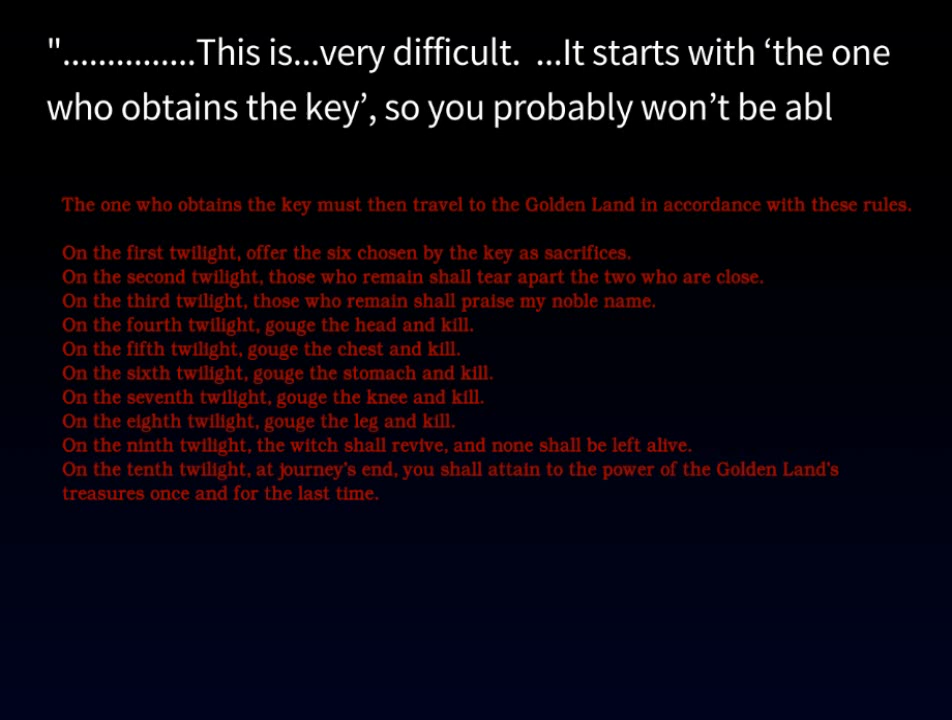 "...............This is...very difficult.  ...It starts with ‘the one
who obtains the key’, so you probably won’t be abl
The one who obtains the key must then travel to the Golden Land in accordance with these rules.
On the first twilight, offer the six chosen by the key as sacrifices.
On the second twilight, those who remain shall tear apart the two who are close.
On the third twilight, those who remain shall praise my noble name.
On the fourth twilight, gouge the head and kill.
On the fifth twilight, gouge the chest and kill.
On the sixth twilight, gouge the stomach and kill.
On the seventh twilight, gouge the knee and kill.
On the eighth twilight, gouge the leg and kill.
On the ninth twilight, the witch shall revive, and none shall be left alive.
On the tenth twilight, at journey's end, you shall attain to the power of the Golden Land's
treasures once and for the last time.